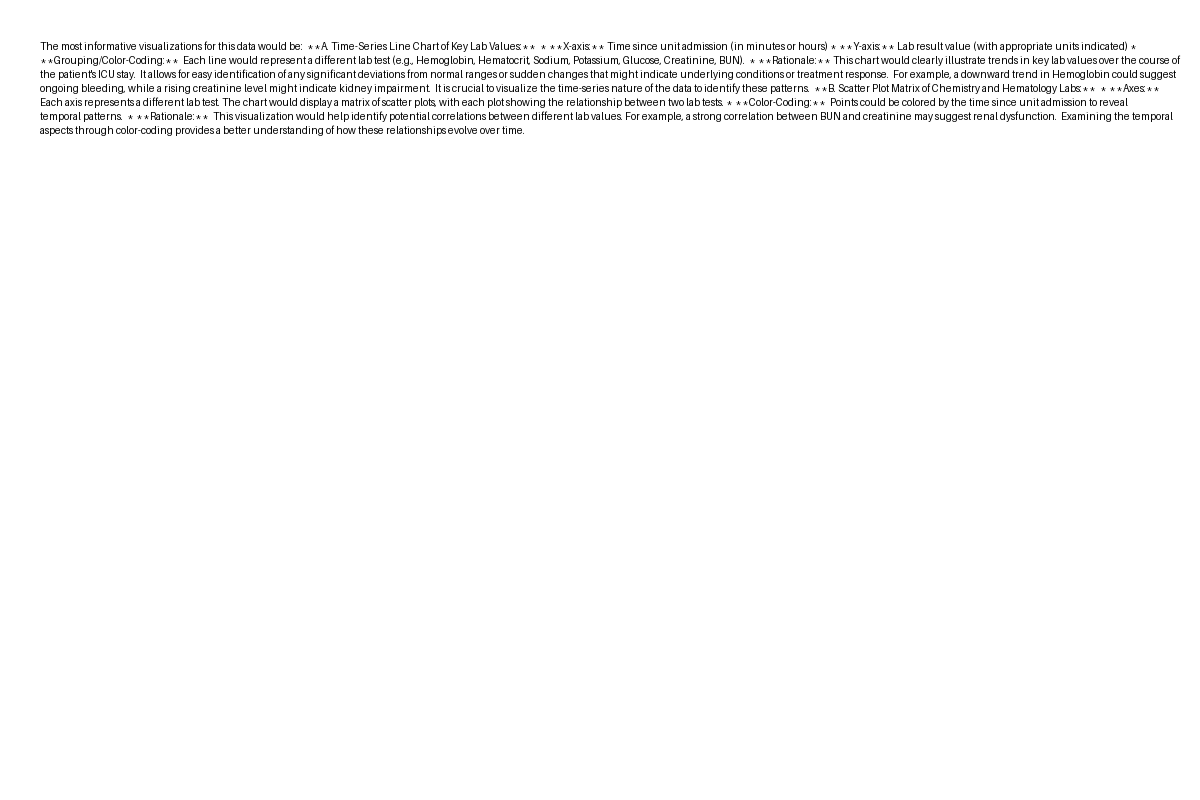 The most informative visualizations for this data would be:  **A. Time-Series Line Chart of Key Lab Values:**  * **X-axis:** Time since unit admission (in minutes or hours) * **Y-axis:** Lab result value (with appropriate units indicated) *
**Grouping/Color-Coding:** Each line would represent a different lab test (e.g., Hemoglobin, Hematocrit, Sodium, Potassium, Glucose, Creatinine, BUN).  * **Rationale:** This chart would clearly illustrate trends in key lab values over the course of
the patient's ICU stay.  It allows for easy identification of any significant deviations from normal ranges or sudden changes that might indicate underlying conditions or treatment response.  For example, a downward trend in Hemoglobin could suggest
ongoing bleeding, while a rising creatinine level might indicate kidney impairment.  It is crucial to visualize the time-series nature of the data to identify these patterns.  **B. Scatter Plot Matrix of Chemistry and Hematology Labs:**  * **Axes:**
Each axis represents a different lab test. The chart would display a matrix of scatter plots, with each plot showing the relationship between two lab tests. * **Color-Coding:** Points could be colored by the time since unit admission to reveal
temporal patterns.  * **Rationale:**  This visualization would help identify potential correlations between different lab values. For example, a strong correlation between BUN and creatinine may suggest renal dysfunction.  Examining the temporal
aspects through color-coding provides a better understanding of how these relationships evolve over time.